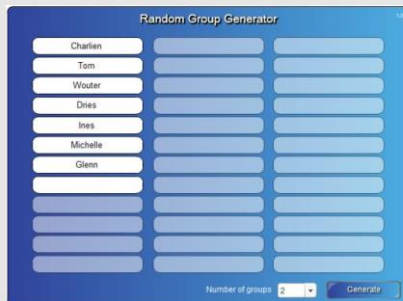 Random Group Generator
Charlien
Tom
Wouter
Dries
Ines
Michelle
Glenn
Number of groups 2 Generate